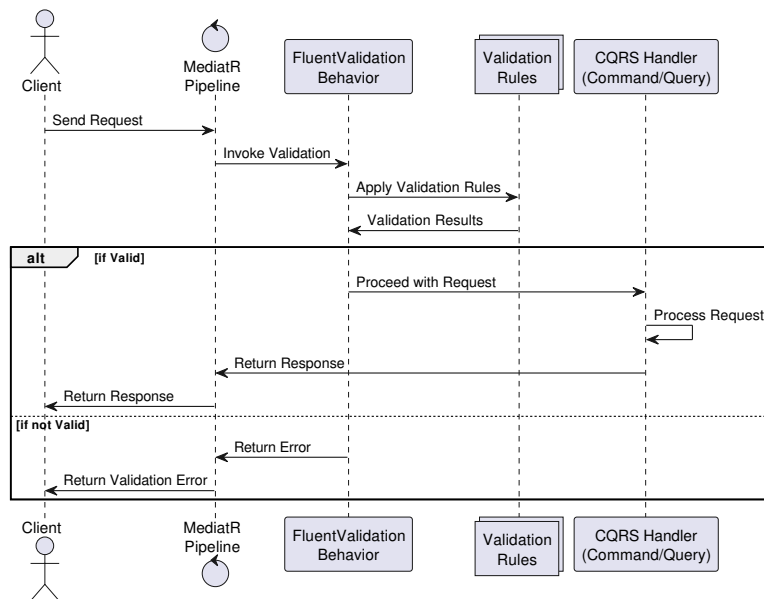 Client
MediatR
Pipeline
FluentValidation
Behavior
Validation
Rules
CQRS Handler
(Command/Query)
Send Request
Invoke Validation
Apply Validation Rules
Validation Results
alt
[if Valid]
Proceed with Request
Process Request
Return Response
Return Response
[if not Valid]
Return Error
Return Validation Error
Client
MediatR
Pipeline
FluentValidation
Behavior
Validation
Rules
CQRS Handler
(Command/Query)